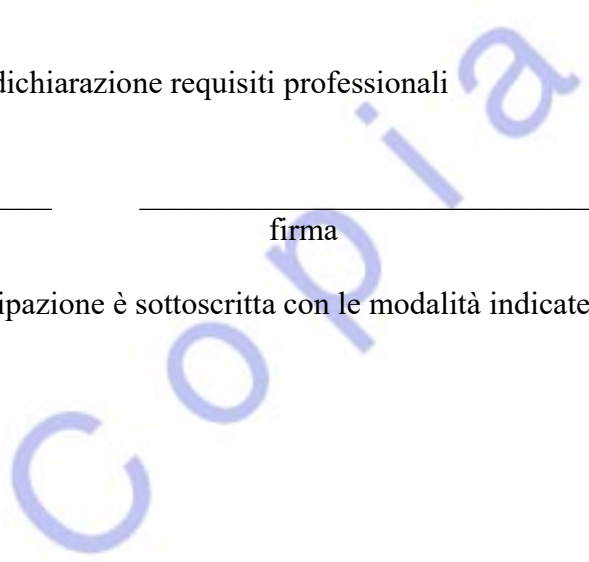 dichiarazione requisiti professionali
firma
ipazione è sottoscritta con le modalità indicate
Copia